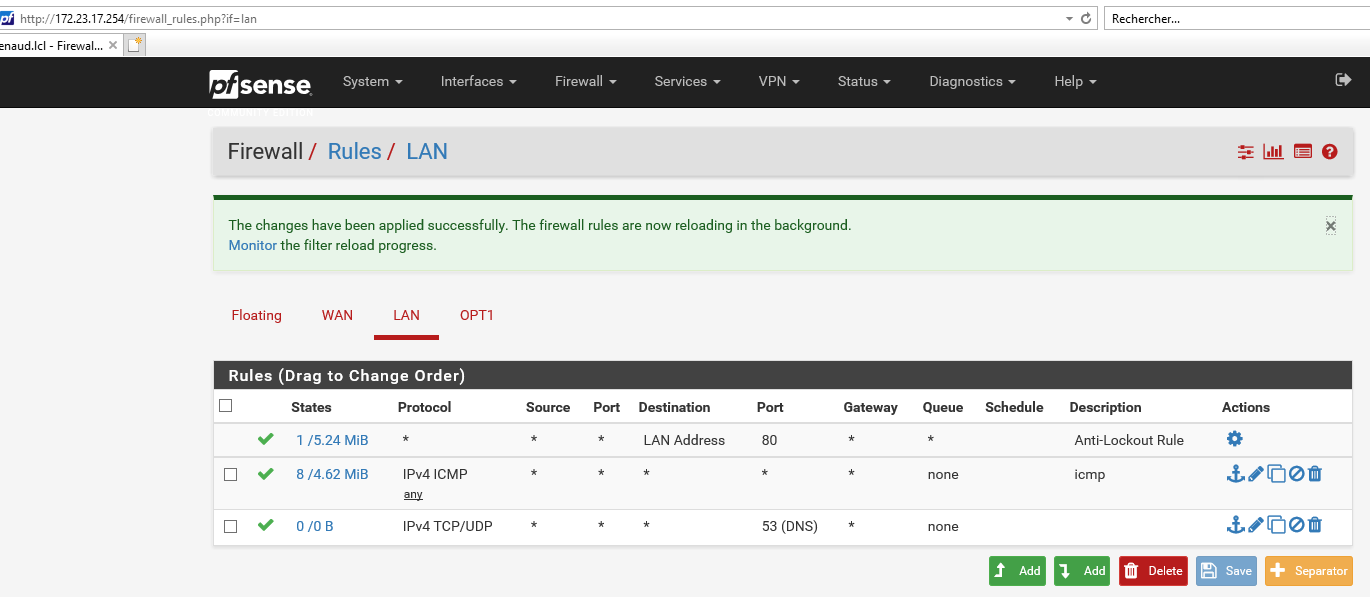 http://172.23.17.254/firewall_rules.php?if=lan
Rechercher...
enaud.lcl - Firewal...
pfsense
COMMUNITY EDITION
System Interfaces Firewall Services VPN Status Diagnostics Help
Firewall / Rules / LAN
The changes have been applied successfully. The firewall rules are now reloading in the background.
Monitor the filter reload progress.
Floating WAN LAN OPT1
Rules (Drag to Change Order)
States Protocol Source Port Destination Port Gateway Queue Schedule Description Actions
1 /5.24 MiB * * * LAN Address 80 * * Anti-Lockout Rule
8 /4.62 MiB IPv4 ICMP * * * * * none icmp
any
0 /0 B IPv4 TCP/UDP * * * 53 (DNS) * none
Add Add Delete Save Separator